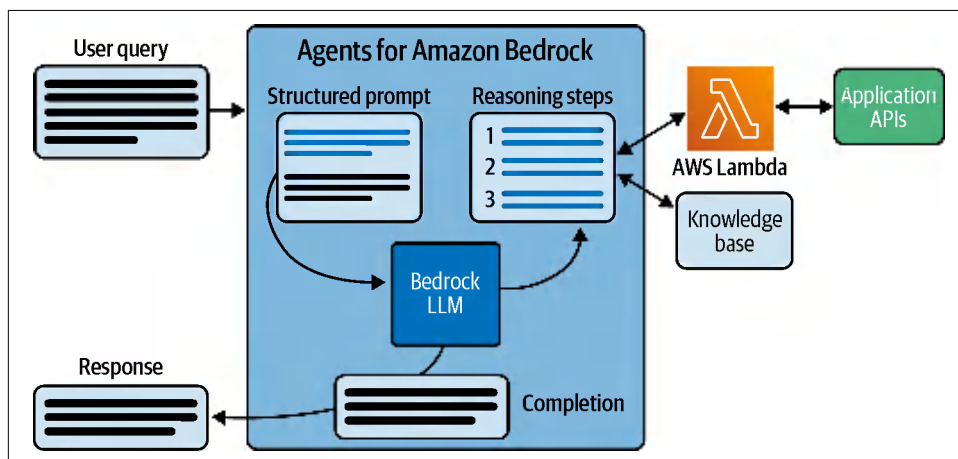 User query
Agents for Amazon Bedrock
Structured prompt
Reasoning steps
1
2
3
AWS Lambda
Application
APIs
Knowledge
base
Bedrock
LLM
Response
Completion